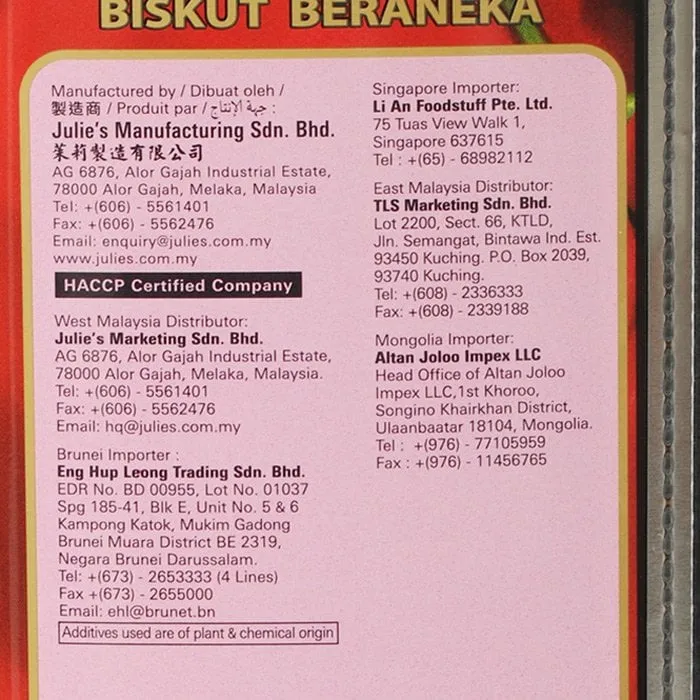 BISKUT BERANEKA
Manufactured by / Dibuat oleh /
製造商 / Produit par / جهة الإنتاج :
Julie's Manufacturing Sdn. Bhd.
茱莉製造有限公司
AG 6876, Alor Gajah Industrial Estate,
78000 Alor Gajah, Melaka, Malaysia
Tel: +(606) - 5561401
Fax: +(606) - 5562476
Email: enquiry@julies.com.my
www.julies.com.my
HACCP Certified Company
West Malaysia Distributor:
Julie's Marketing Sdn. Bhd.
AG 6876, Alor Gajah Industrial Estate,
78000 Alor Gajah, Melaka, Malaysia.
Tel: +(606) - 5561401
Fax: +(606) - 5562476
Email: hq@julies.com.my
Brunei Importer :
Eng Hup Leong Trading Sdn. Bhd.
EDR No. BD 00955, Lot No. 01037
Spg 185-41, Blk E, Unit No. 5 & 6
Kampong Katok, Mukim Gadong
Brunei Muara District BE 2319,
Negara Brunei Darussalam.
Tel: +(673) - 2653333 (4 Lines)
Fax +(673) - 2655000
Email: ehl@brunet.bn
Additives used are of plant & chemical origin
Singapore Importer:
Li An Foodstuff Pte. Ltd.
75 Tuas View Walk 1,
Singapore 637615
Tel : +(65) - 68982112
East Malaysia Distributor:
TLS Marketing Sdn. Bhd.
Lot 2200, Sect. 66, KTLD,
Jln. Semangat, Bintawa Ind. Est.
93450 Kuching. P.O. Box 2039,
93740 Kuching.
Tel: +(608) - 2336333
Fax: +(608) - 2339188
Mongolia Importer:
Altan Joloo Impex LLC
Head Office of Altan Joloo
Impex LLC,1st Khoroo,
Songino Khairkhan District,
Ulaanbaatar 18104, Mongolia.
Tel : +(976) - 77105959
Fax : +(976) - 11456765